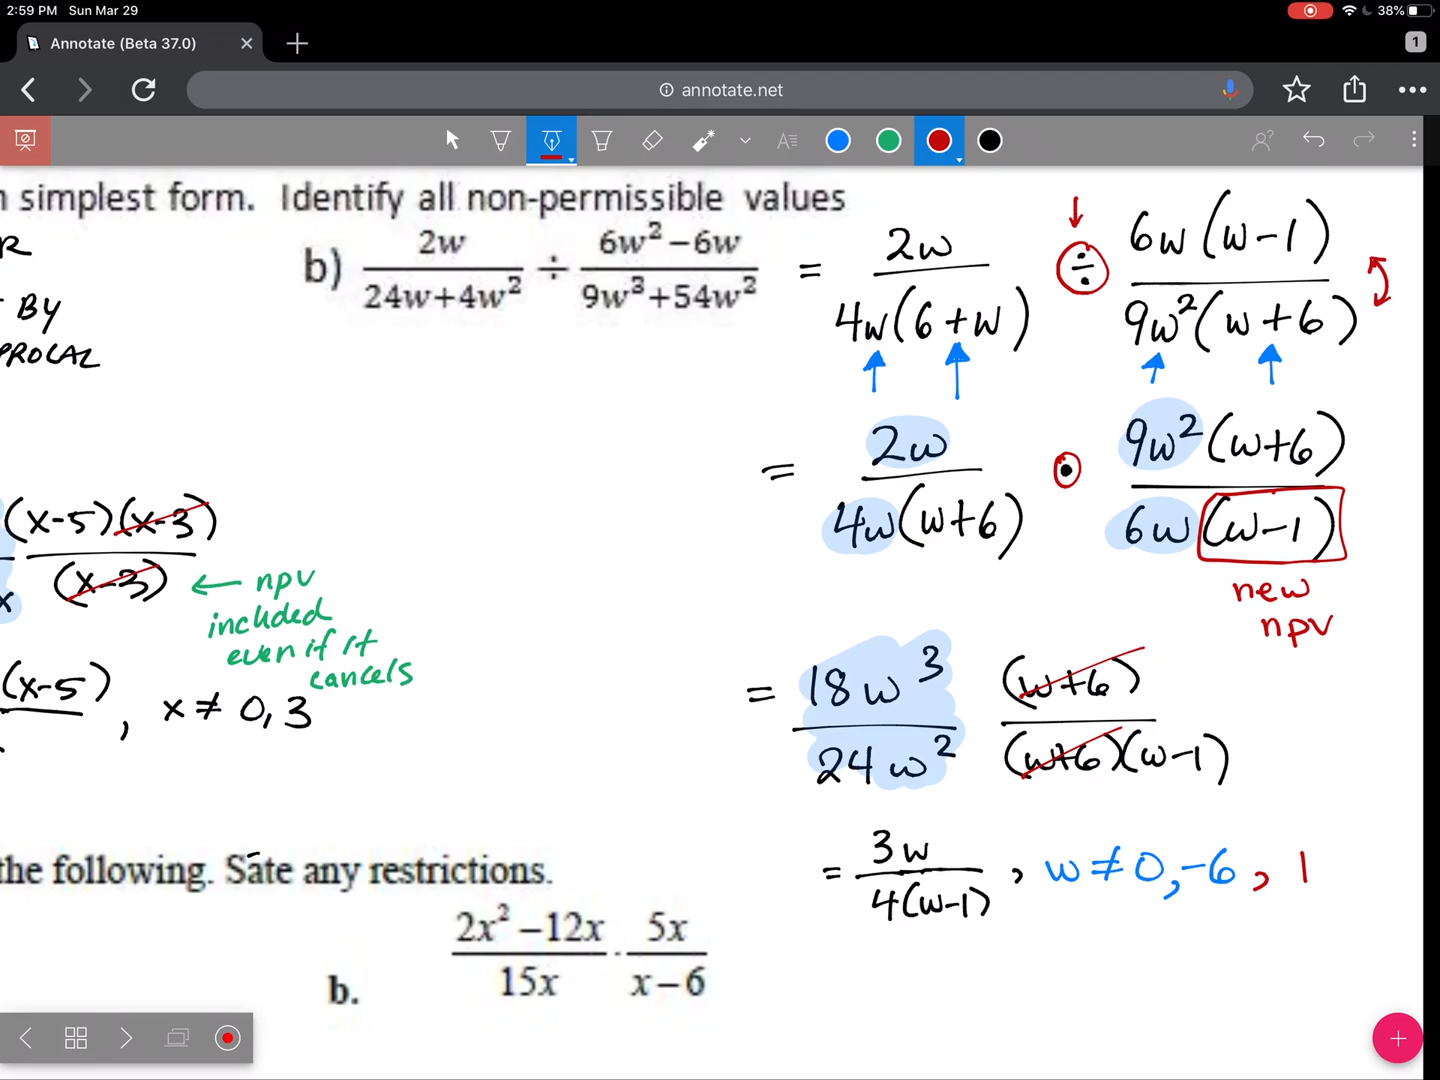 2:59 PM Sun Mar 29
38%
Annotate (Beta 37.0)
1
annotate.net
simplest form. Identify all non-permissible values
BY
b) 2w / (24w+4w²) ÷ (6w² −6w) / (9w³+54w²)
= 2w / 4w(6+w) ÷ 6w(w−1) / 9w²(w+6)
= 2w / 4w(w+6) • 9w²(w+6) / 6w(w−1)
new
npv
(x−5)(x−3)
(x−3) ← npv
included
even if it
cancels
(x−5) , x ≠ 0,3
= 18w³ / 24w² (w+6) / (w+6)(w−1)
= 3w / 4(w−1) , w ≠ 0,−6, 1
the following. Sate any restrictions.
b. (2x² −12x) / 15x · 5x / (x−6)